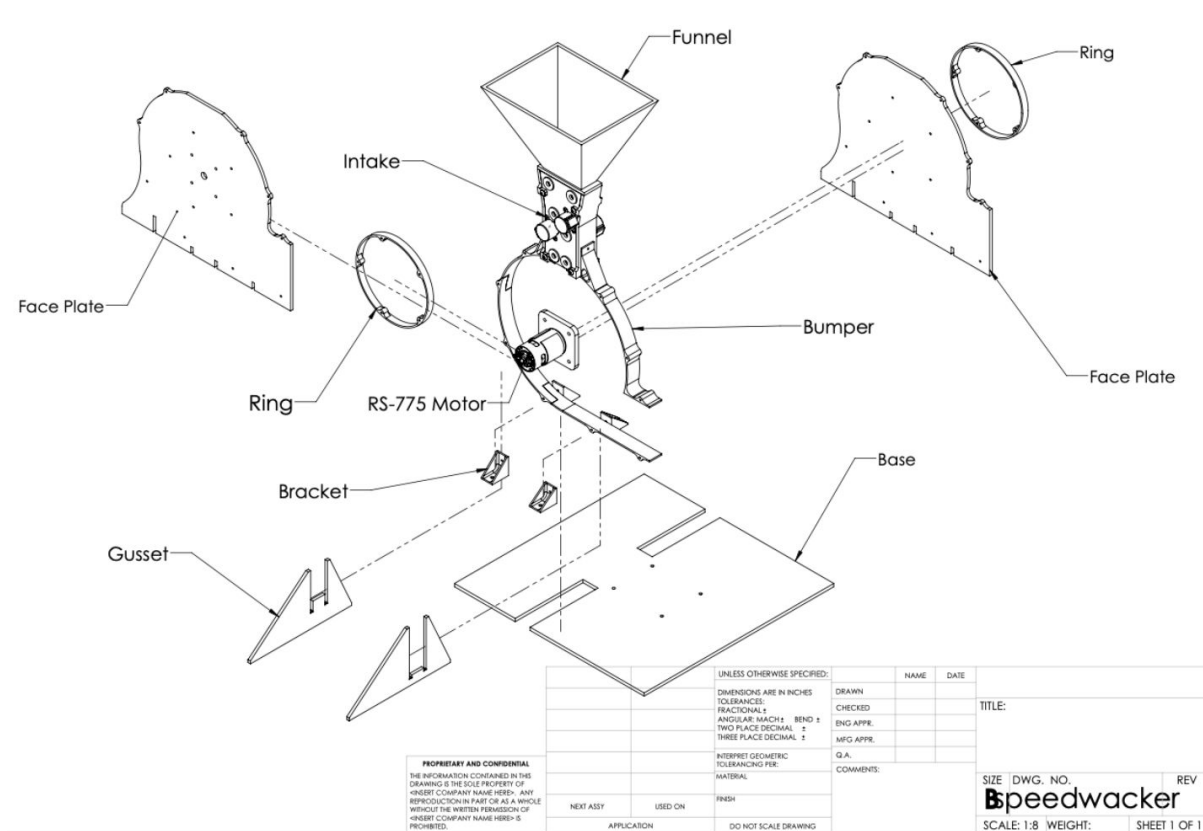 Funnel
Ring
Intake
Face Plate
Bumper
Ring
RS-775 Motor
Face Plate
Bracket
Base
Gusset
UNLESS OTHERWISE SPECIFIED:
DIMENSIONS ARE IN INCHES
TOLERANCES:
FRACTIONAL ±
ANGULAR: MACH ± BEND ±
TWO PLACE DECIMAL ±
THREE PLACE DECIMAL ±
INTERPRET GEOMETRIC
TOLERANCING PER:
MATERIAL
FINISH
DO NOT SCALE DRAWING
NAME DATE
DRAWN
CHECKED
ENG APPR.
MFG APPR.
Q.A.
COMMENTS:
TITLE:
SIZE DWG. NO. REV
B speedwacker
SCALE: 1:8 WEIGHT: SHEET 1 OF 1
PROPRIETARY AND CONFIDENTIAL
THE INFORMATION CONTAINED IN THIS
DRAWING IS THE SOLE PROPERTY OF
<INSERT COMPANY NAME HERE>. ANY
REPRODUCTION IN PART OR AS A WHOLE
WITHOUT THE WRITTEN PERMISSION OF
<INSERT COMPANY NAME HERE> IS
PROHIBITED.
NEXT ASSY USED ON
APPLICATION